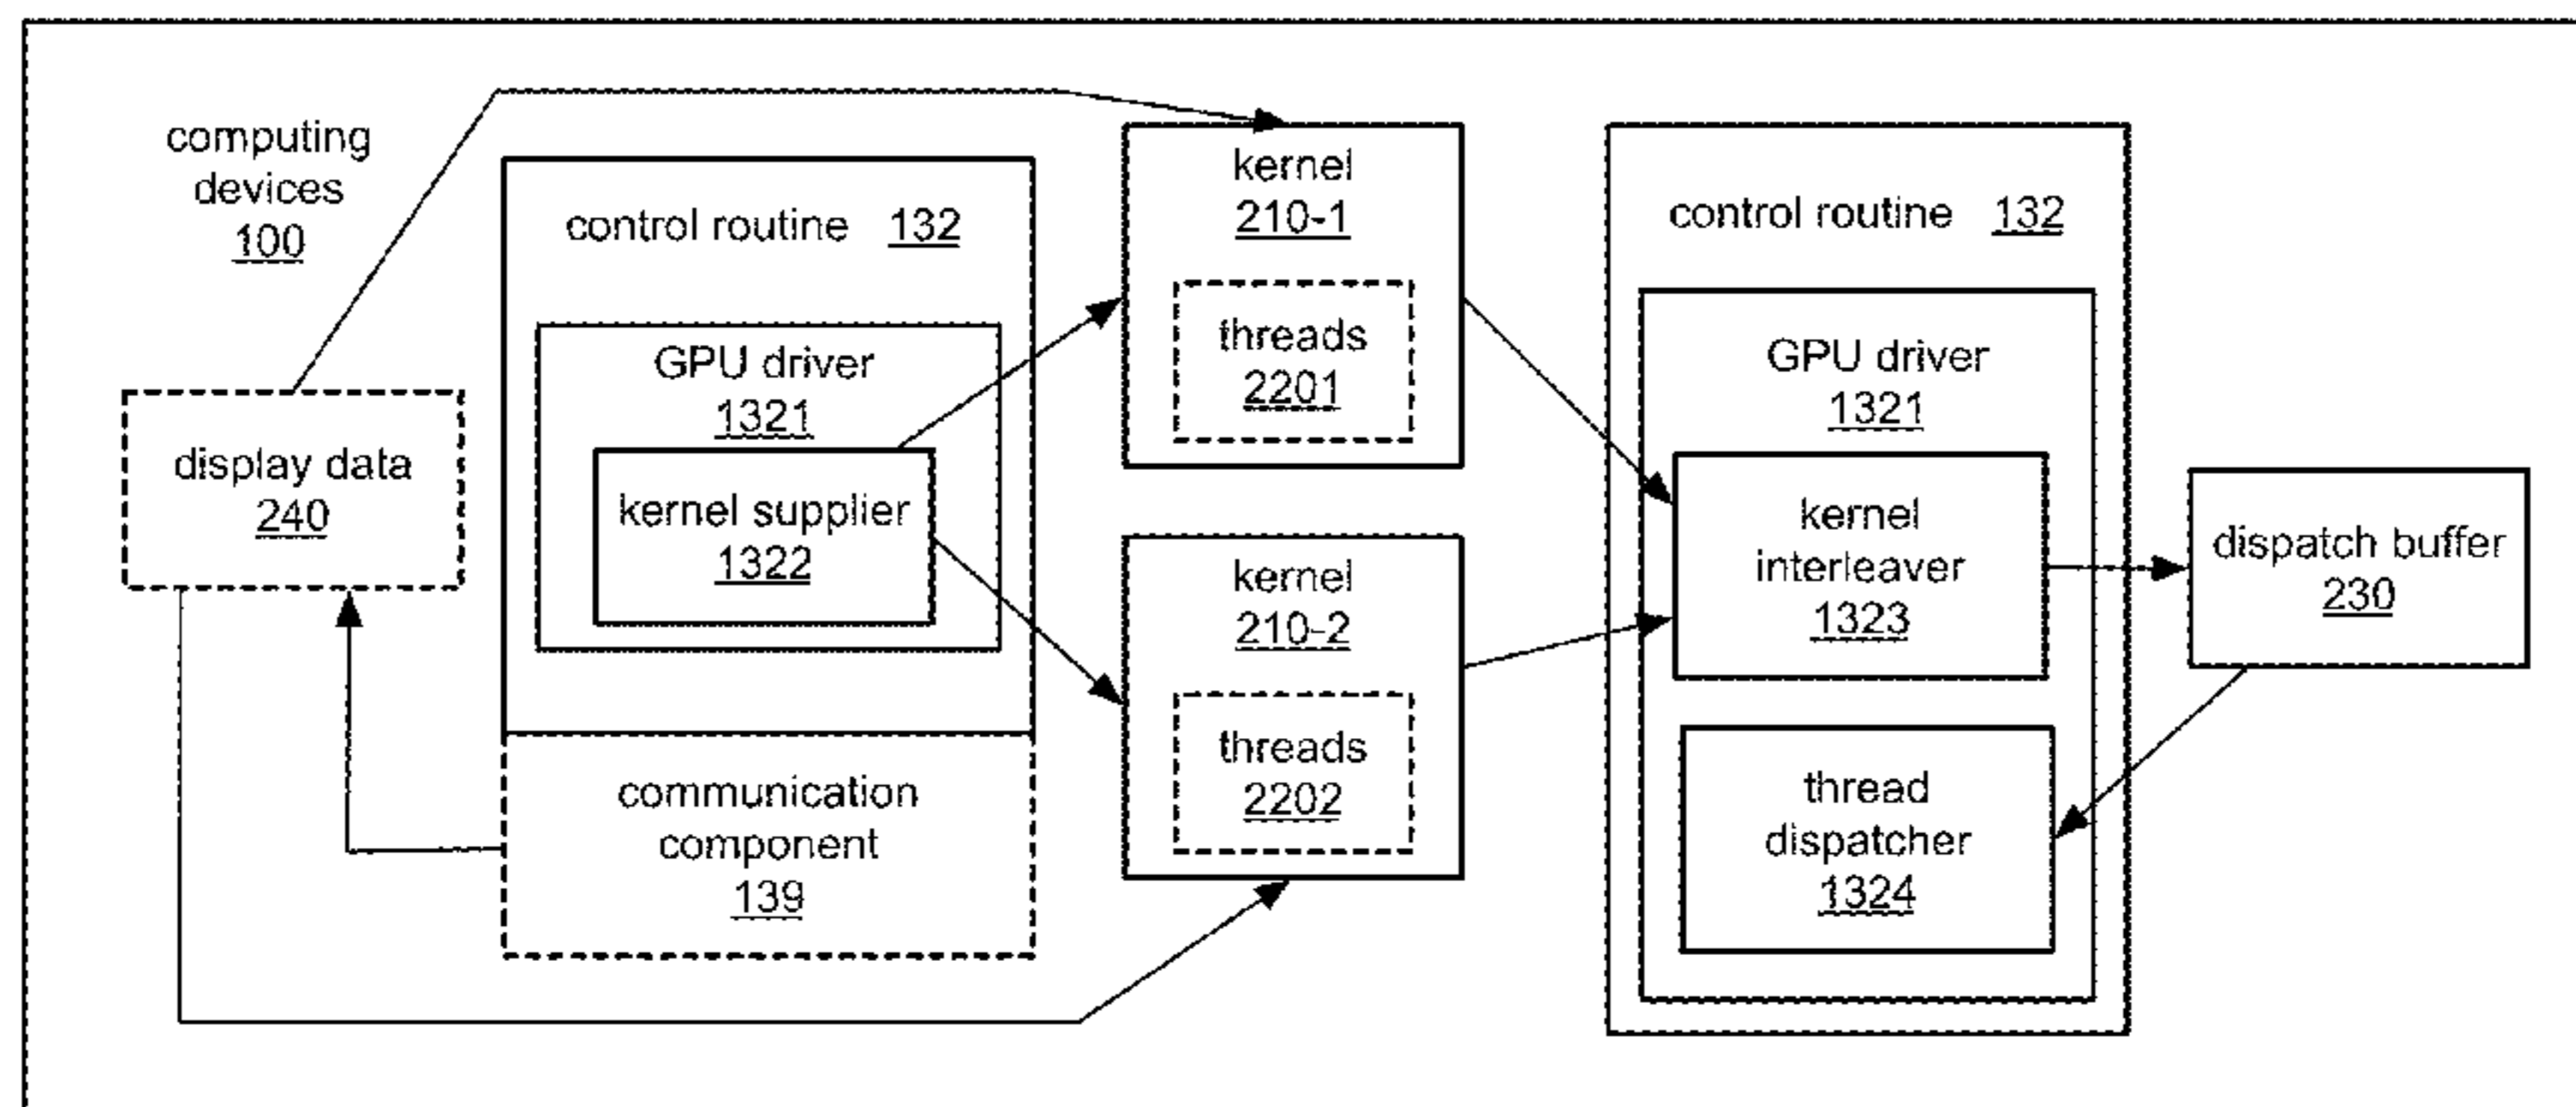 computing
devices
100
display data
240
control routine 132
GPU driver
1321
kernel supplier
1322
communication
component
139
kernel
210-1
threads
2201
kernel
210-2
threads
2202
control routine 132
GPU driver
1321
kernel
interleaver
1323
thread
dispatcher
1324
dispatch buffer
230